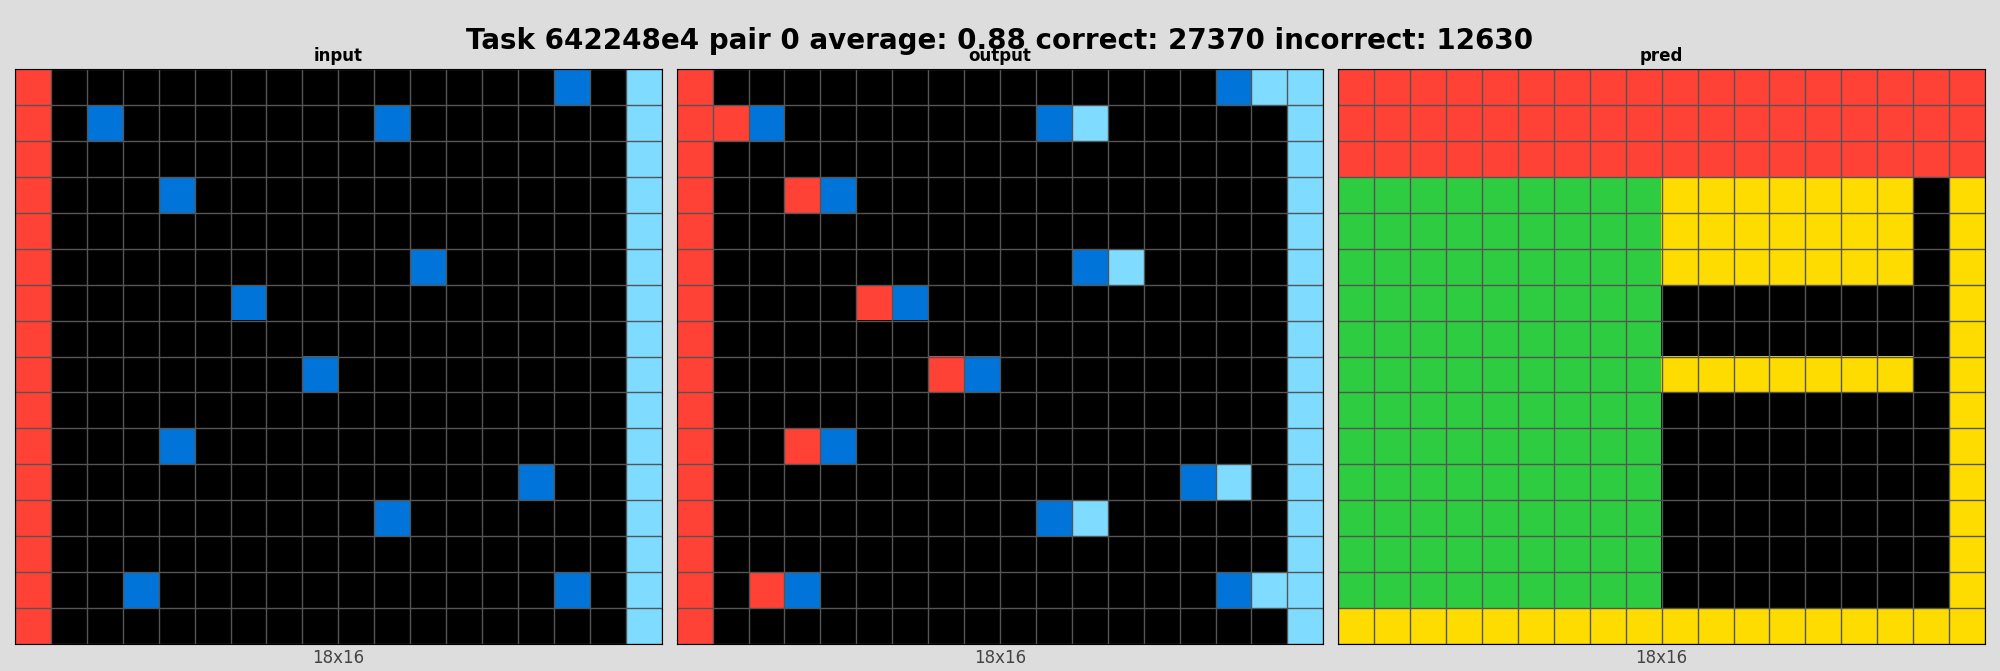 Task 642248e4 pair 0 average: 0.88 correct: 27370 incorrect: 12630
input
output
pred
18x16
18x16
18x16